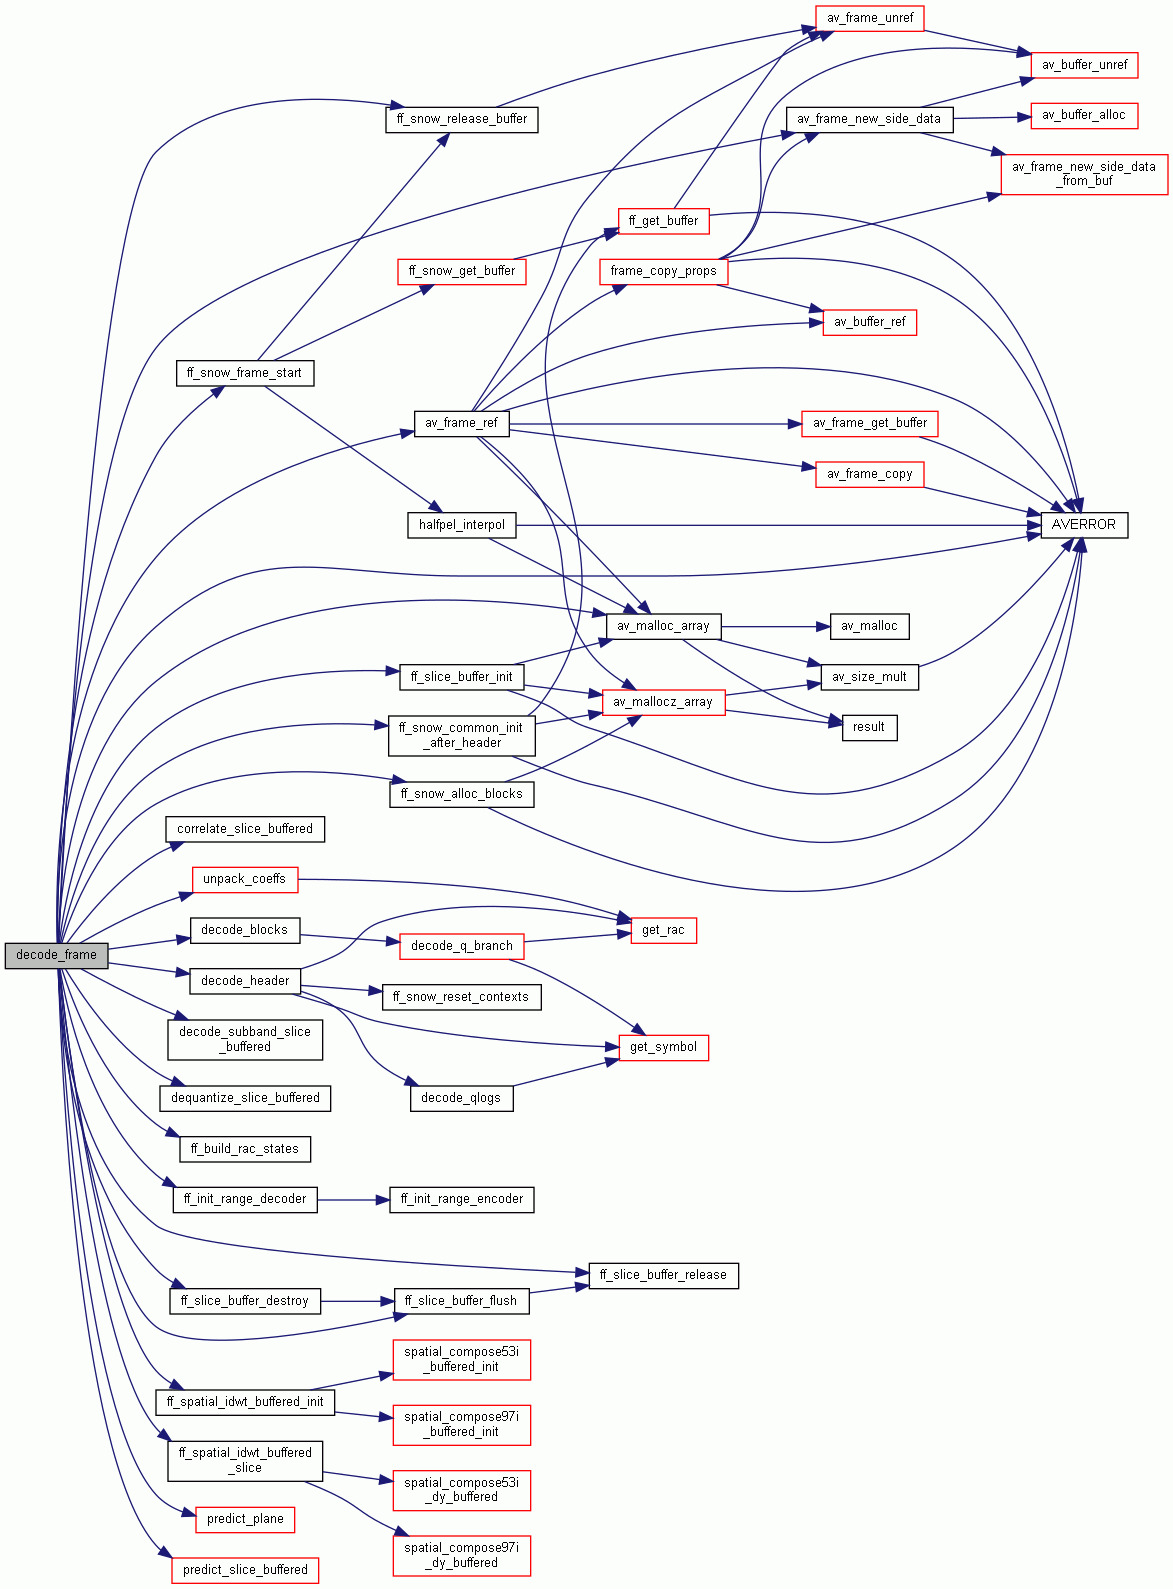 av_frame_unref
av_buffer_unref
ff_snow_release_buffer
av_frame_new_side_data
av_buffer_alloc
av_frame_new_side_data
_from_buf
ff_get_buffer
ff_snow_get_buffer
frame_copy_props
av_buffer_ref
ff_snow_frame_start
av_frame_ref
av_frame_get_buffer
av_frame_copy
halfpel_interpol
AVERROR
av_malloc_array
av_malloc
ff_slice_buffer_init
av_size_mult
av_mallocz_array
ff_snow_common_init
_after_header
result
ff_snow_alloc_blocks
correlate_slice_buffered
unpack_coeffs
decode_blocks
get_rac
decode_q_branch
decode_frame
decode_header
ff_snow_reset_contexts
decode_subband_slice
_buffered
get_symbol
dequantize_slice_buffered
decode_qlogs
ff_build_rac_states
ff_init_range_decoder
ff_init_range_encoder
ff_slice_buffer_release
ff_slice_buffer_destroy
ff_slice_buffer_flush
spatial_compose53i
_buffered_init
ff_spatial_idwt_buffered_init
spatial_compose97i
_buffered_init
ff_spatial_idwt_buffered
_slice
spatial_compose53i
_dy_buffered
predict_plane
spatial_compose97i
_dy_buffered
predict_slice_buffered